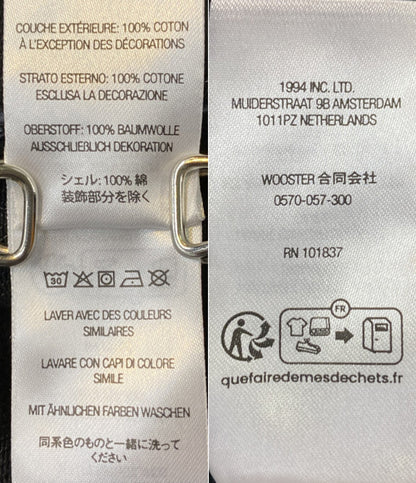 COUCHE EXTÉRIEURE: 100% COTON
À L'EXCEPTION DES DÉCORATIONS
STRATO ESTERNO: 100% COTONE
ESCLUSA LA DECORAZIONE
OBERSTOFF: 100% BAUMWOLLE
AUSSCHLIEßLICH DEKORATION
シェル: 100% 綿
装飾部分を除く
30
LAVER AVEC DES COULEURS
SIMILAIRES
LAVARE CON CAPI DI COLORE
SIMILE
MIT ÄHNLICHEN FARBEN WASCHEN
同系色のものと一緒に洗って
ください
1994 INC. LTD.
MUIDERSTRAAT 9B AMSTERDAM
1011PZ NETHERLANDS
WOOSTER 合同会社
0570-057-300
RN 101837
FR
quefairedemesdechets.fr